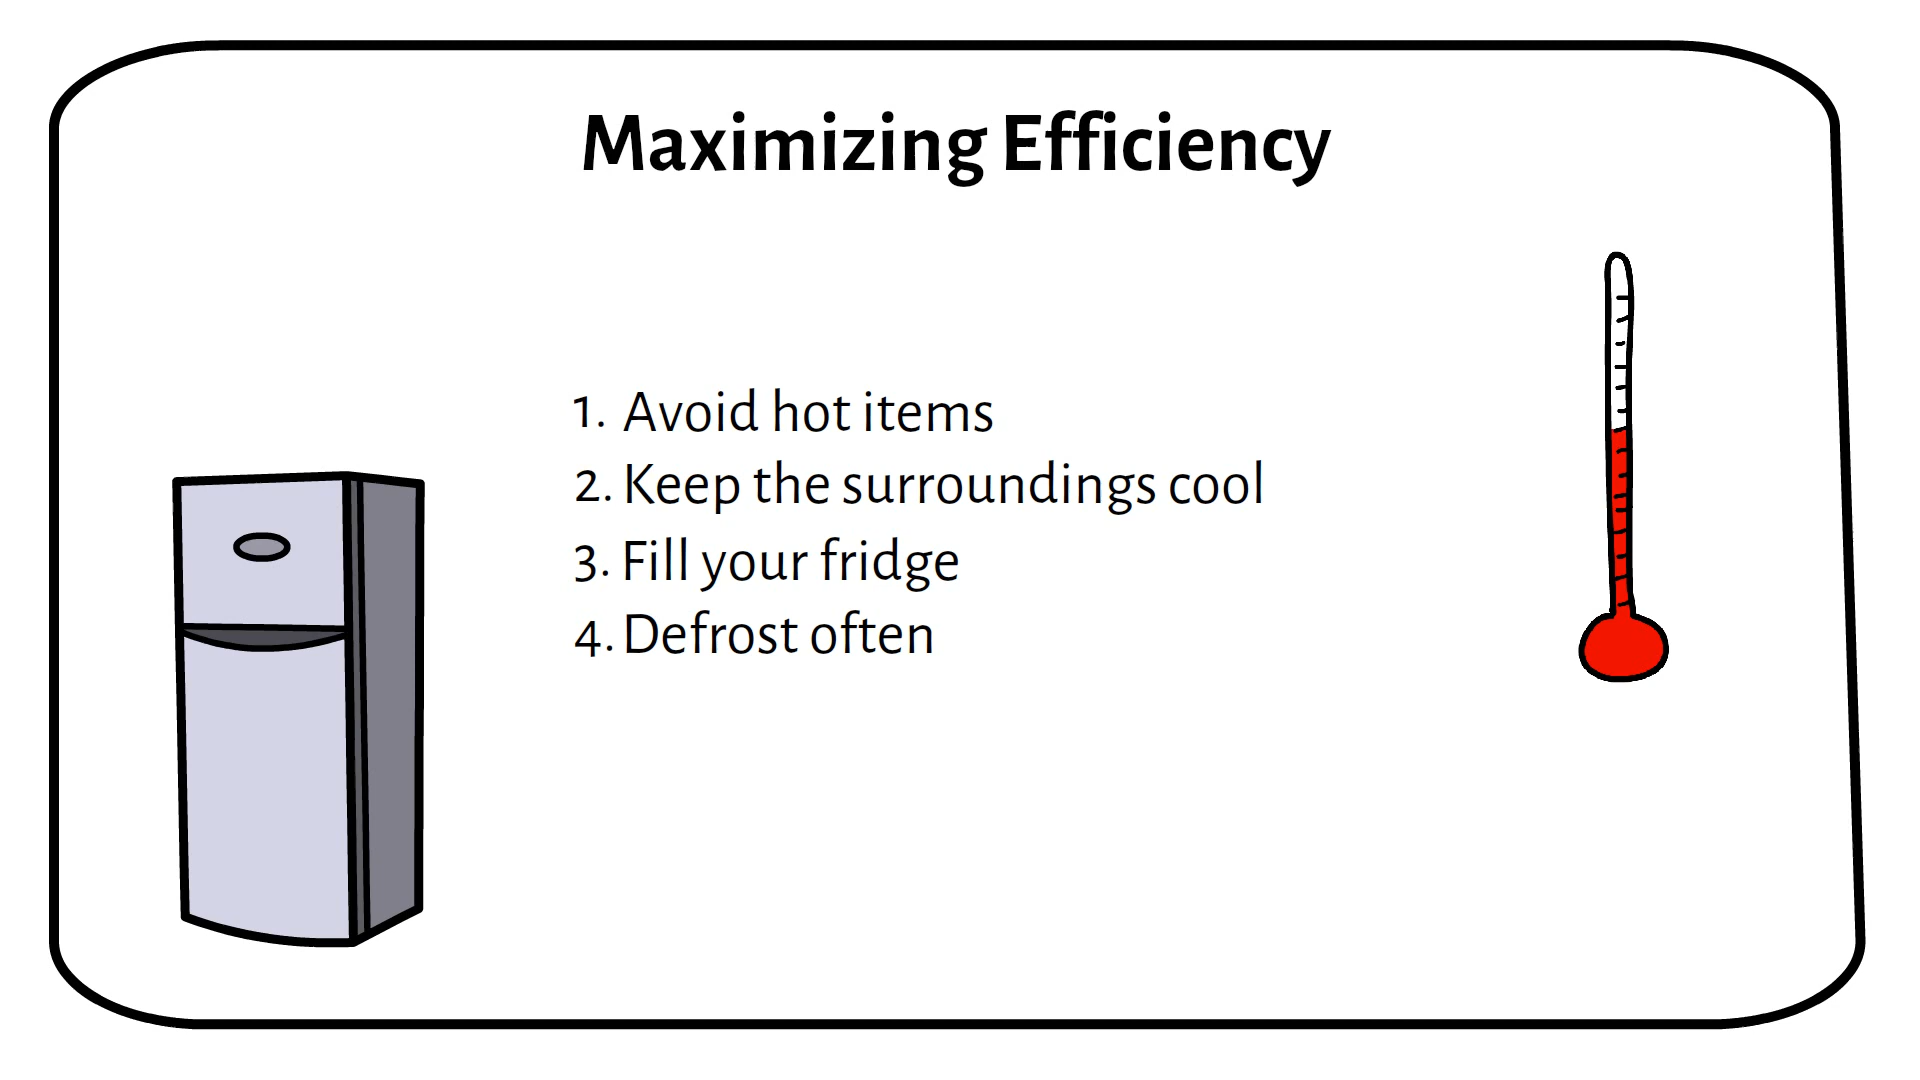 Maximizing Efficiency
1. Avoid hot items
2. Keep the surroundings cool
3. Fill your fridge
4. Defrost often